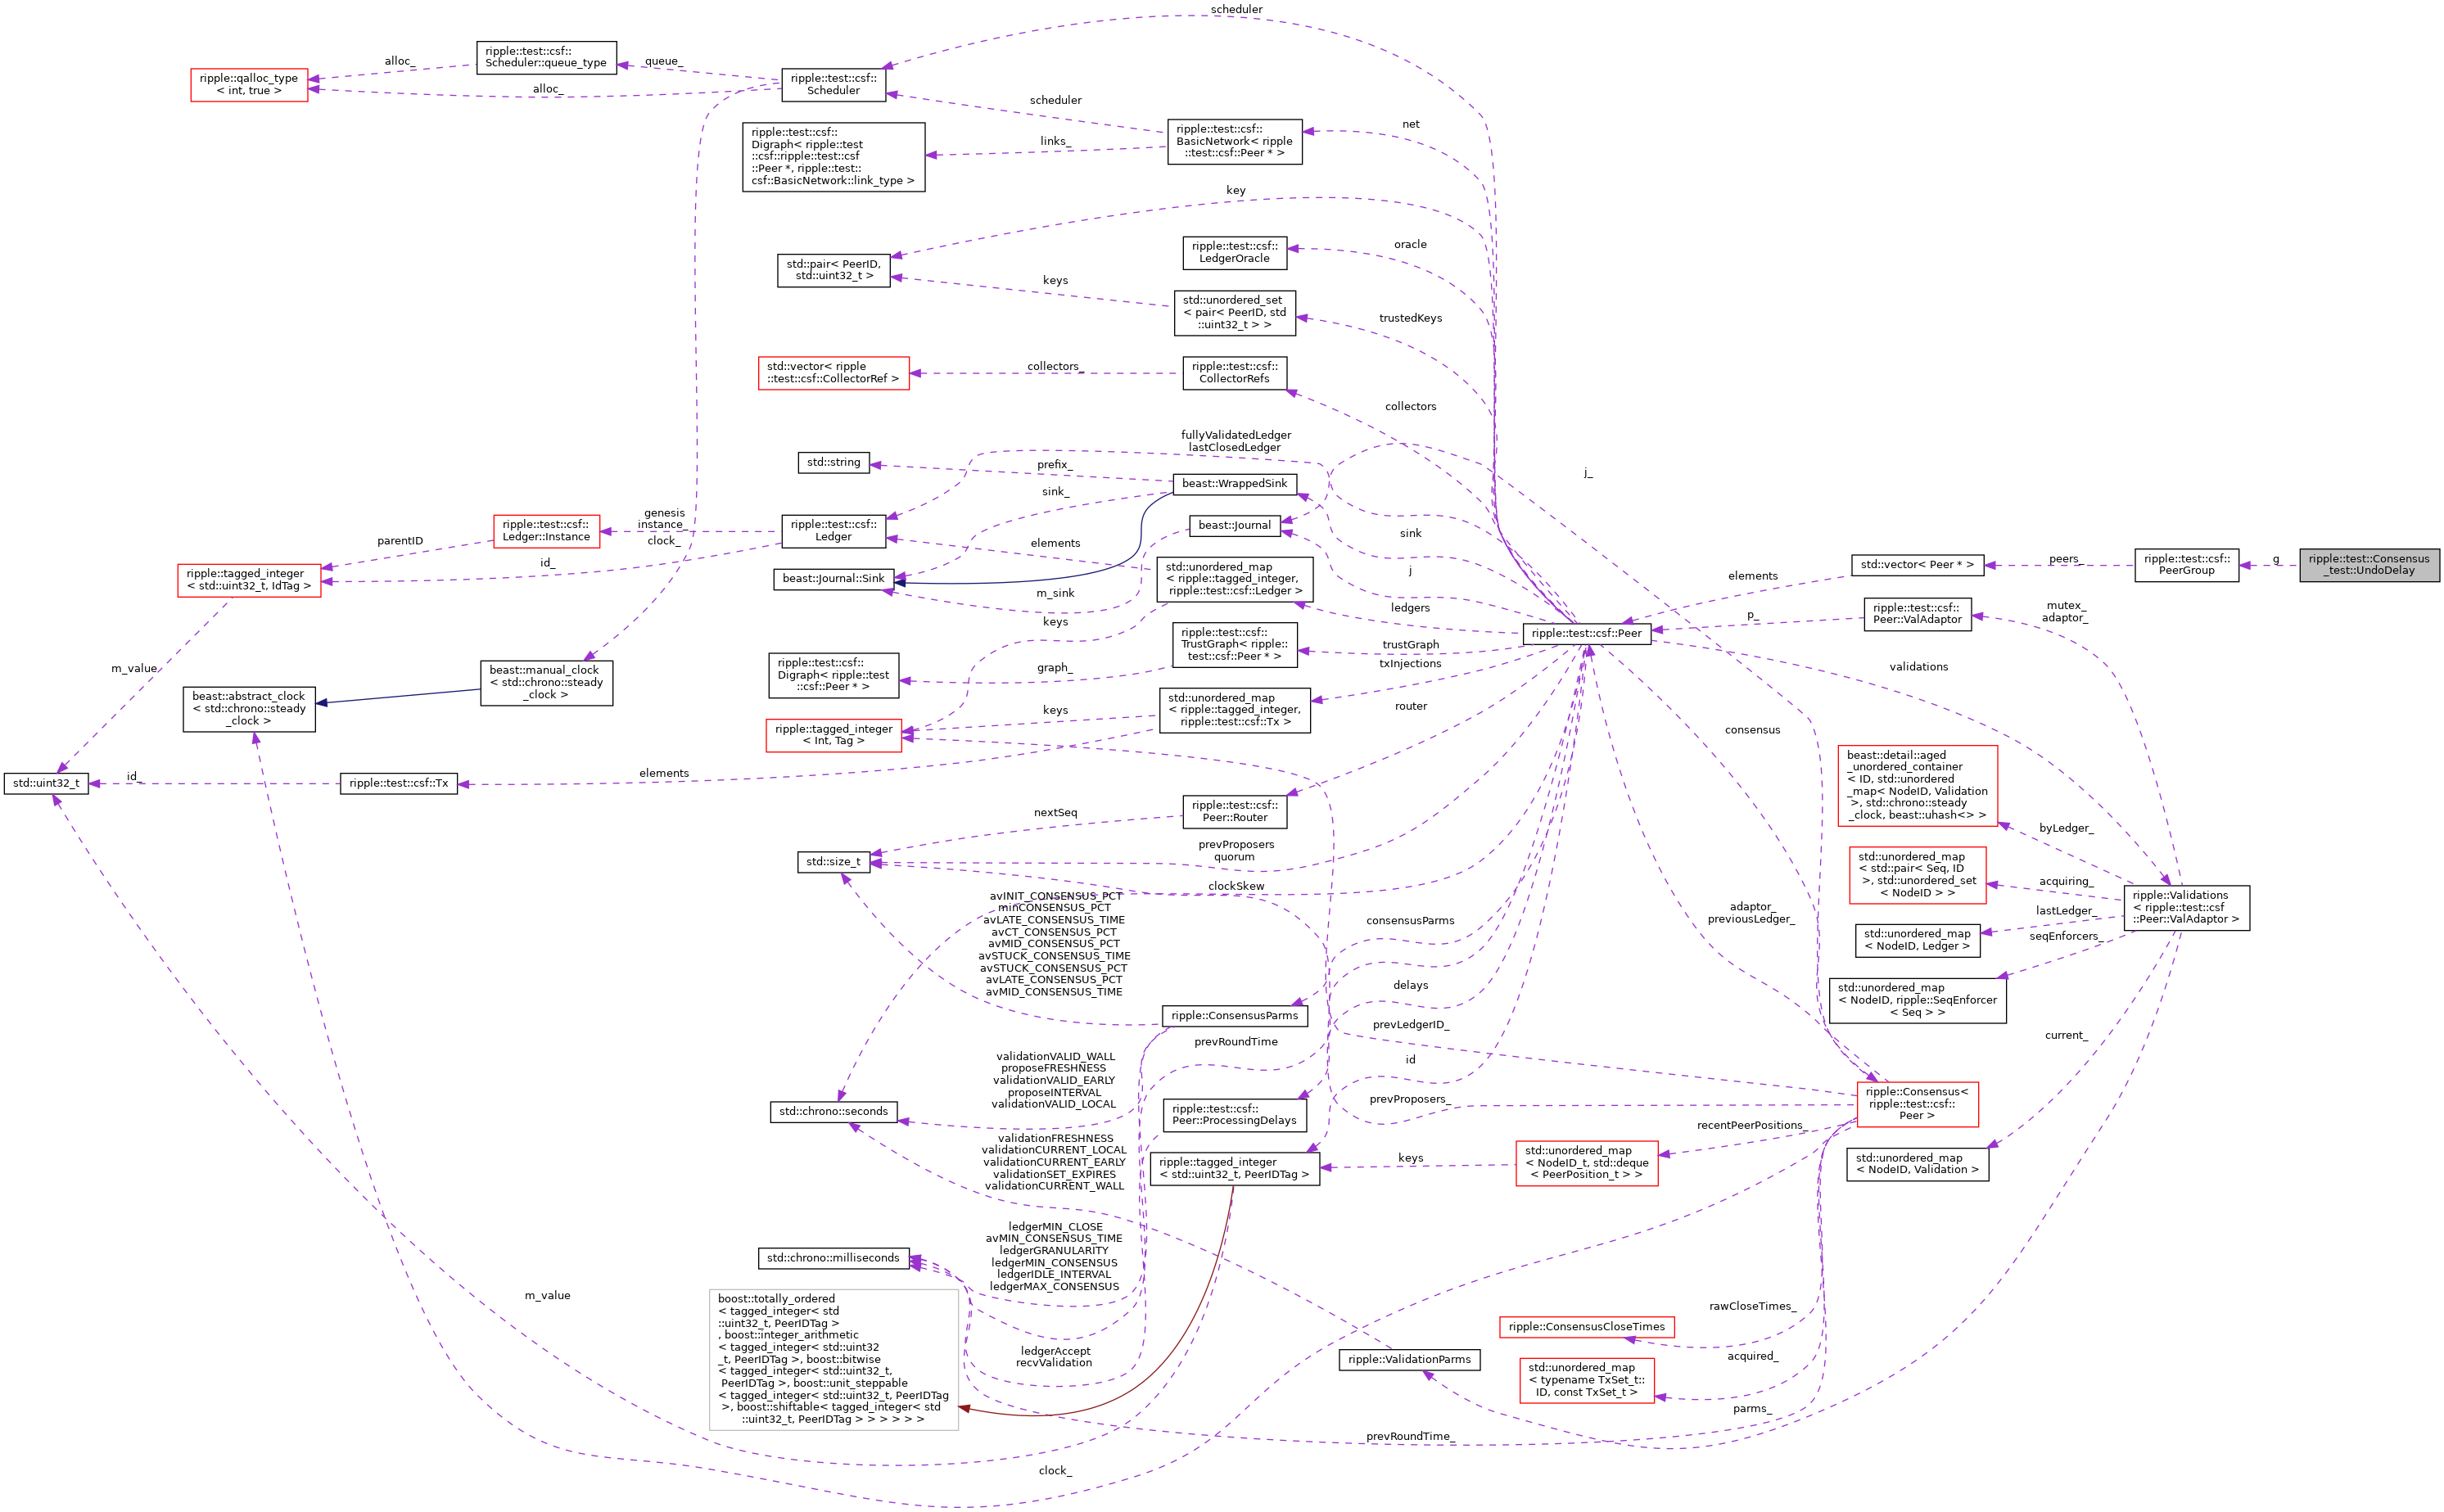 scheduler
ripple::test::csf::
Scheduler::queue_type
alloc_
queue_
ripple::qalloc_type
< int, true >
ripple::test::csf::
Scheduler
alloc_
scheduler
net
ripple::test::csf::
Digraph< ripple::test
::csf::ripple::test::csf
::Peer *, ripple::test::
csf::BasicNetwork::link_type >
links_
ripple::test::csf::
BasicNetwork< ripple
::test::csf::Peer * >
key
oracle
ripple::test::csf::
LedgerOracle
std::pair< PeerID,
std::uint32_t >
keys
std::unordered_set
< pair< PeerID, std
::uint32_t > >
trustedKeys
std::vector< ripple
::test::csf::CollectorRef >
collectors_
ripple::test::csf::
CollectorRefs
collectors
fullyValidatedLedger
lastClosedLedger
std::string
prefix_
j_
beast::WrappedSink
sink_
genesis
instance_
ripple::test::csf::
Ledger::Instance
ripple::test::csf::
Ledger
beast::Journal
sink
parentID
clock_
elements
id_
ripple::tagged_integer
< std::uint32_t, IdTag >
beast::Journal::Sink
m_sink
std::unordered_map
< ripple::tagged_integer,
ripple::test::csf::Ledger >
j
ledgers
keys
elements
std::vector< Peer * >
peers_
ripple::test::csf::
PeerGroup
g
ripple::test::Consensus
_test::UndoDelay
p_
ripple::test::csf::
Peer::ValAdaptor
mutex_
adaptor_
ripple::test::csf::Peer
ripple::test::csf::
TrustGraph< ripple::
test::csf::Peer * >
trustGraph
graph_
ripple::test::csf::
Digraph< ripple::test
::csf::Peer * >
txInjections
validations
m_value
beast::manual_clock
< std::chrono::steady
_clock >
beast::abstract_clock
< std::chrono::steady
_clock >
std::unordered_map
< ripple::tagged_integer,
ripple::test::csf::Tx >
keys
router
consensus
ripple::tagged_integer
< Int, Tag >
beast::detail::aged
_unordered_container
< ID, std::unordered
_map< NodeID, Validation
>, std::chrono::steady
_clock, beast::uhash<> >
std::uint32_t
id_
ripple::test::csf::Tx
elements
ripple::test::csf::
Peer::Router
nextSeq
byLedger_
std::size_t
prevProposers
quorum
std::unordered_map
< std::pair< Seq, ID
>, std::unordered_set
< NodeID > >
acquiring_
clockSkew
avINIT_CONSENSUS_PCT
minCONSENSUS_PCT
avLATE_CONSENSUS_TIME
avCT_CONSENSUS_PCT
avMID_CONSENSUS_PCT
avSTUCK_CONSENSUS_TIME
avSTUCK_CONSENSUS_PCT
avLATE_CONSENSUS_PCT
avMID_CONSENSUS_TIME
consensusParms
adaptor_
previousLedger_
lastLedger_
ripple::Validations
< ripple::test::csf
::Peer::ValAdaptor >
std::unordered_map
< NodeID, Ledger >
seqEnforcers_
std::unordered_map
< NodeID, ripple::SeqEnforcer
< Seq > >
delays
ripple::ConsensusParms
prevLedgerID_
current_
prevRoundTime
id
validationVALID_WALL
proposeFRESHNESS
validationVALID_EARLY
proposeINTERVAL
validationVALID_LOCAL
std::chrono::seconds
ripple::test::csf::
Peer::ProcessingDelays
prevProposers_
ripple::Consensus<
ripple::test::csf::
Peer >
recentPeerPositions_
validationFRESHNESS
validationCURRENT_LOCAL
validationCURRENT_EARLY
validationSET_EXPIRES
validationCURRENT_WALL
ripple::tagged_integer
< std::uint32_t, PeerIDTag >
keys
std::unordered_map
< NodeID_t, std::deque
< PeerPosition_t > >
std::unordered_map
< NodeID, Validation >
ledgerMIN_CLOSE
avMIN_CONSENSUS_TIME
ledgerGRANULARITY
ledgerMIN_CONSENSUS
ledgerIDLE_INTERVAL
ledgerMAX_CONSENSUS
std::chrono::milliseconds
m_value
boost::totally_ordered
< tagged_integer< std
::uint32_t, PeerIDTag >
, boost::integer_arithmetic
< tagged_integer< std::uint32
_t, PeerIDTag >, boost::bitwise
< tagged_integer< std::uint32_t,
PeerIDTag >, boost::unit_steppable
< tagged_integer< std::uint32_t, PeerIDTag
>, boost::shiftable< tagged_integer< std
::uint32_t, PeerIDTag > > > > > >
ledgerAccept
recvValidation
rawCloseTimes_
ripple::ConsensusCloseTimes
ripple::ValidationParms
acquired_
std::unordered_map
< typename TxSet_t::
ID, const TxSet_t >
parms_
prevRoundTime_
clock_